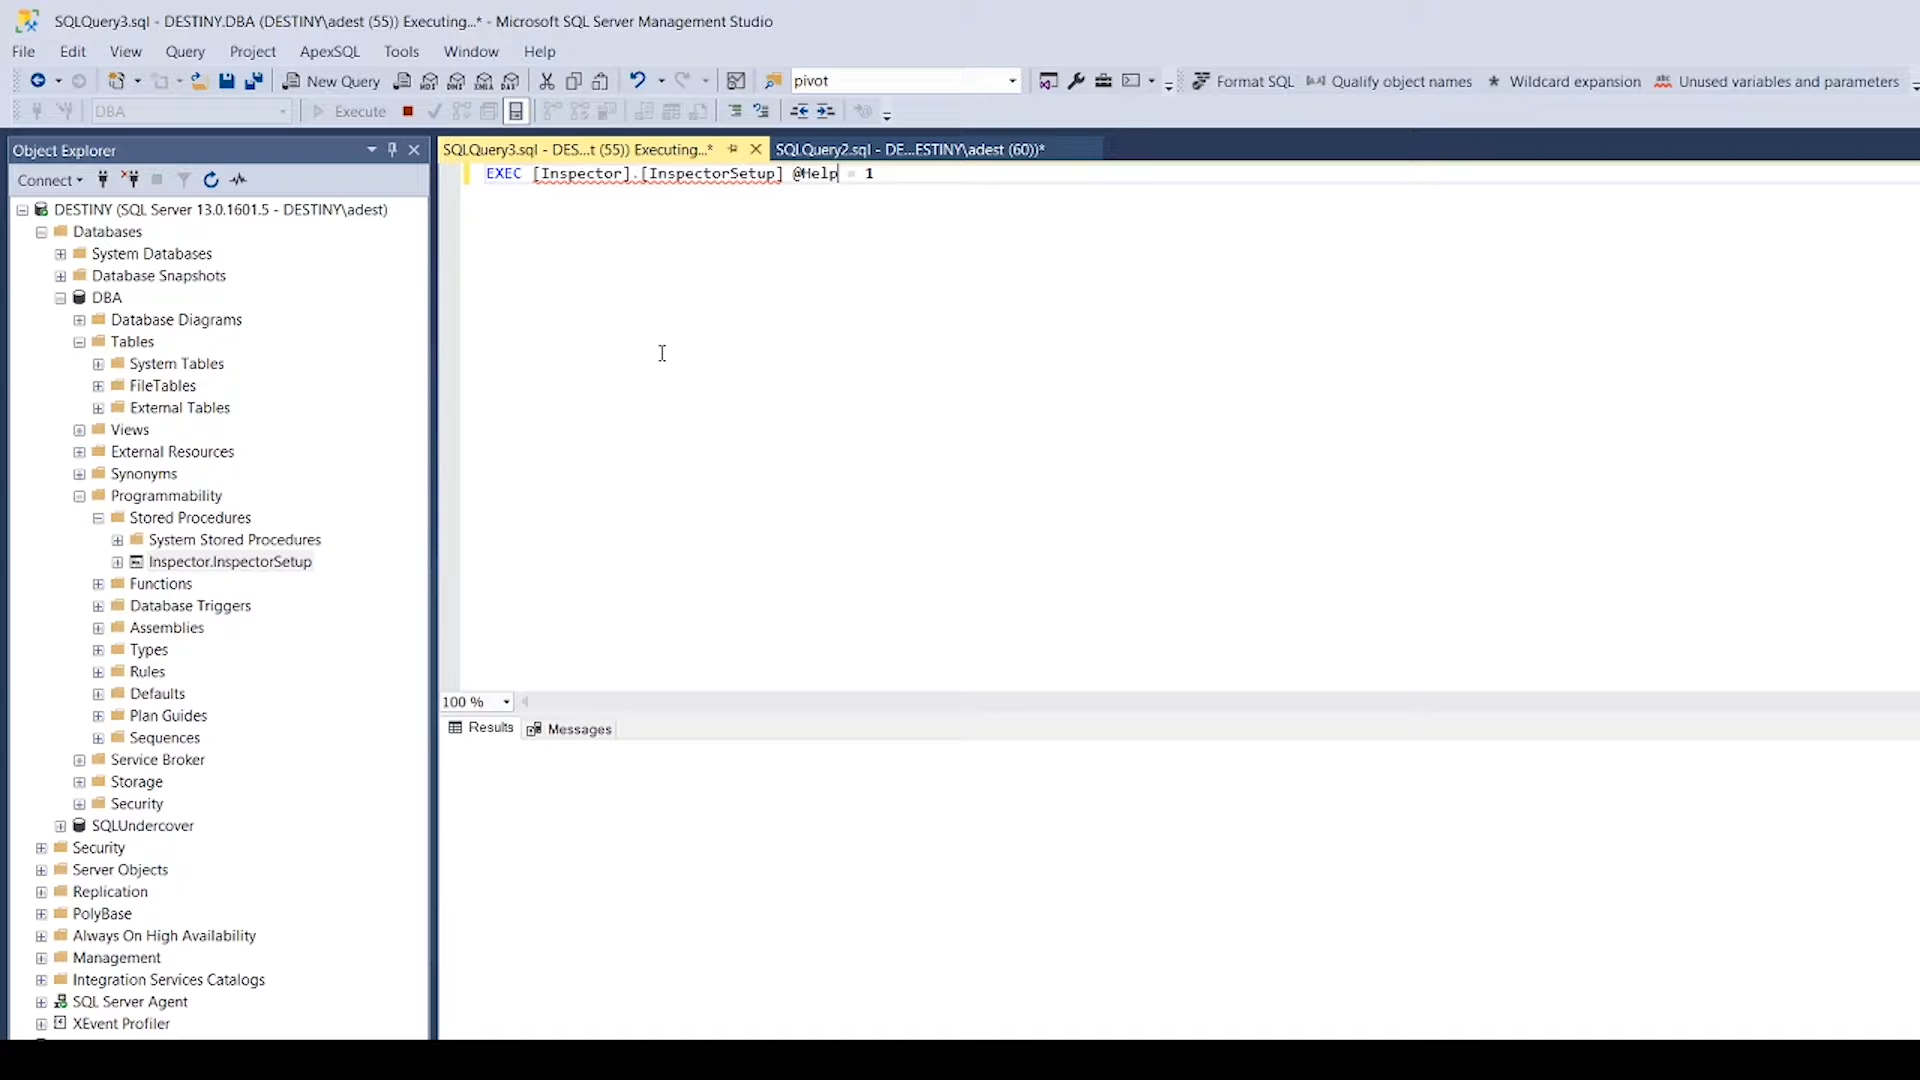 SQLQuery3.sql - DESTINY.DBA (DESTINY\adest (55)) Executing...* - Microsoft SQL Server Management Studio
File Edit View Query Project ApexSQL Tools Window Help
New Query pivot Format SQL Qualify object names Wildcard expansion Unused variables and parameters
DBA Execute
Object Explorer
SQLQuery3.sql - DES...t (55)) Executing...* SQLQuery2.sql - DE...ESTINY\adest (60))*
Connect
EXEC [Inspector].[InspectorSetup] @Help = 1
DESTINY (SQL Server 13.0.1601.5 - DESTINY\adest)
Databases
System Databases
Database Snapshots
DBA
Database Diagrams
Tables
System Tables
FileTables
External Tables
Views
External Resources
Synonyms
Programmability
Stored Procedures
System Stored Procedures
Inspector.InspectorSetup
Functions
Database Triggers
Assemblies
Types
Rules
Defaults
Plan Guides
Sequences
Service Broker
Storage
Security
SQLUndercover
Security
Server Objects
Replication
PolyBase
Always On High Availability
Management
Integration Services Catalogs
SQL Server Agent
XEvent Profiler
100 %
Results Messages